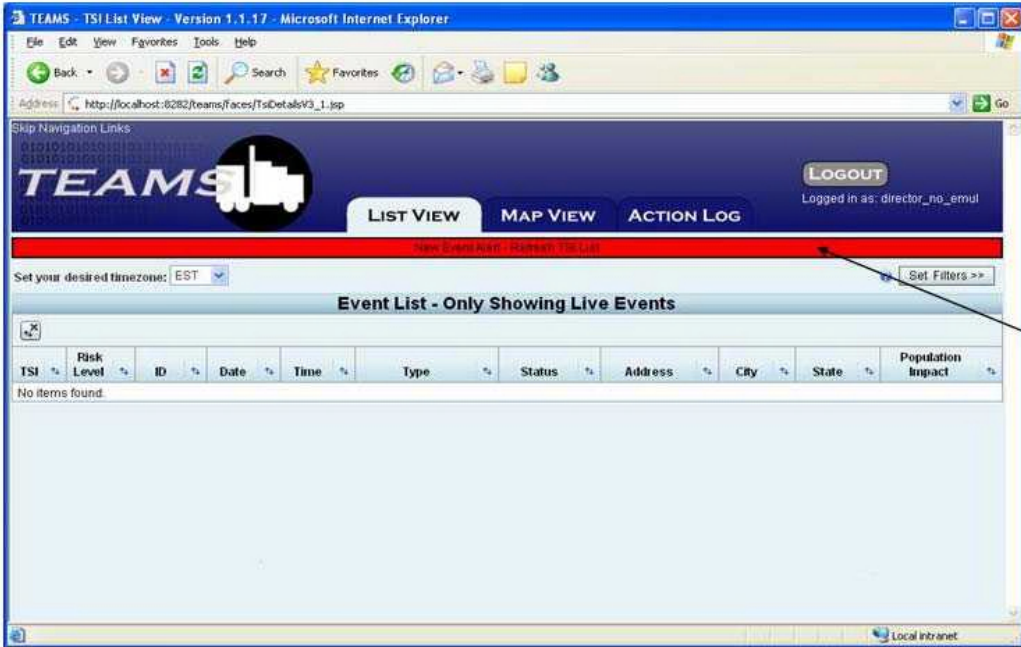 TEAMS - TSI List View - Version 1.1.17 - Microsoft Internet Explorer
File Edit View Favorites Tools Help
Back Search Favorites
Address http://localhost:8282/teams/faces/TsiDetailsV3_1.jsp Go
Skip Navigation Links
TEAMS
LOGOUT
Logged in as: director_no_emul
LIST VIEW MAP VIEW ACTION LOG
New Event Alert - Refresh TSI List
Set your desired timezone: EST Set Filters >>
Event List - Only Showing Live Events
TSI Risk Level ID Date Time Type Status Address City State Population Impact
No items found.
Local intranet